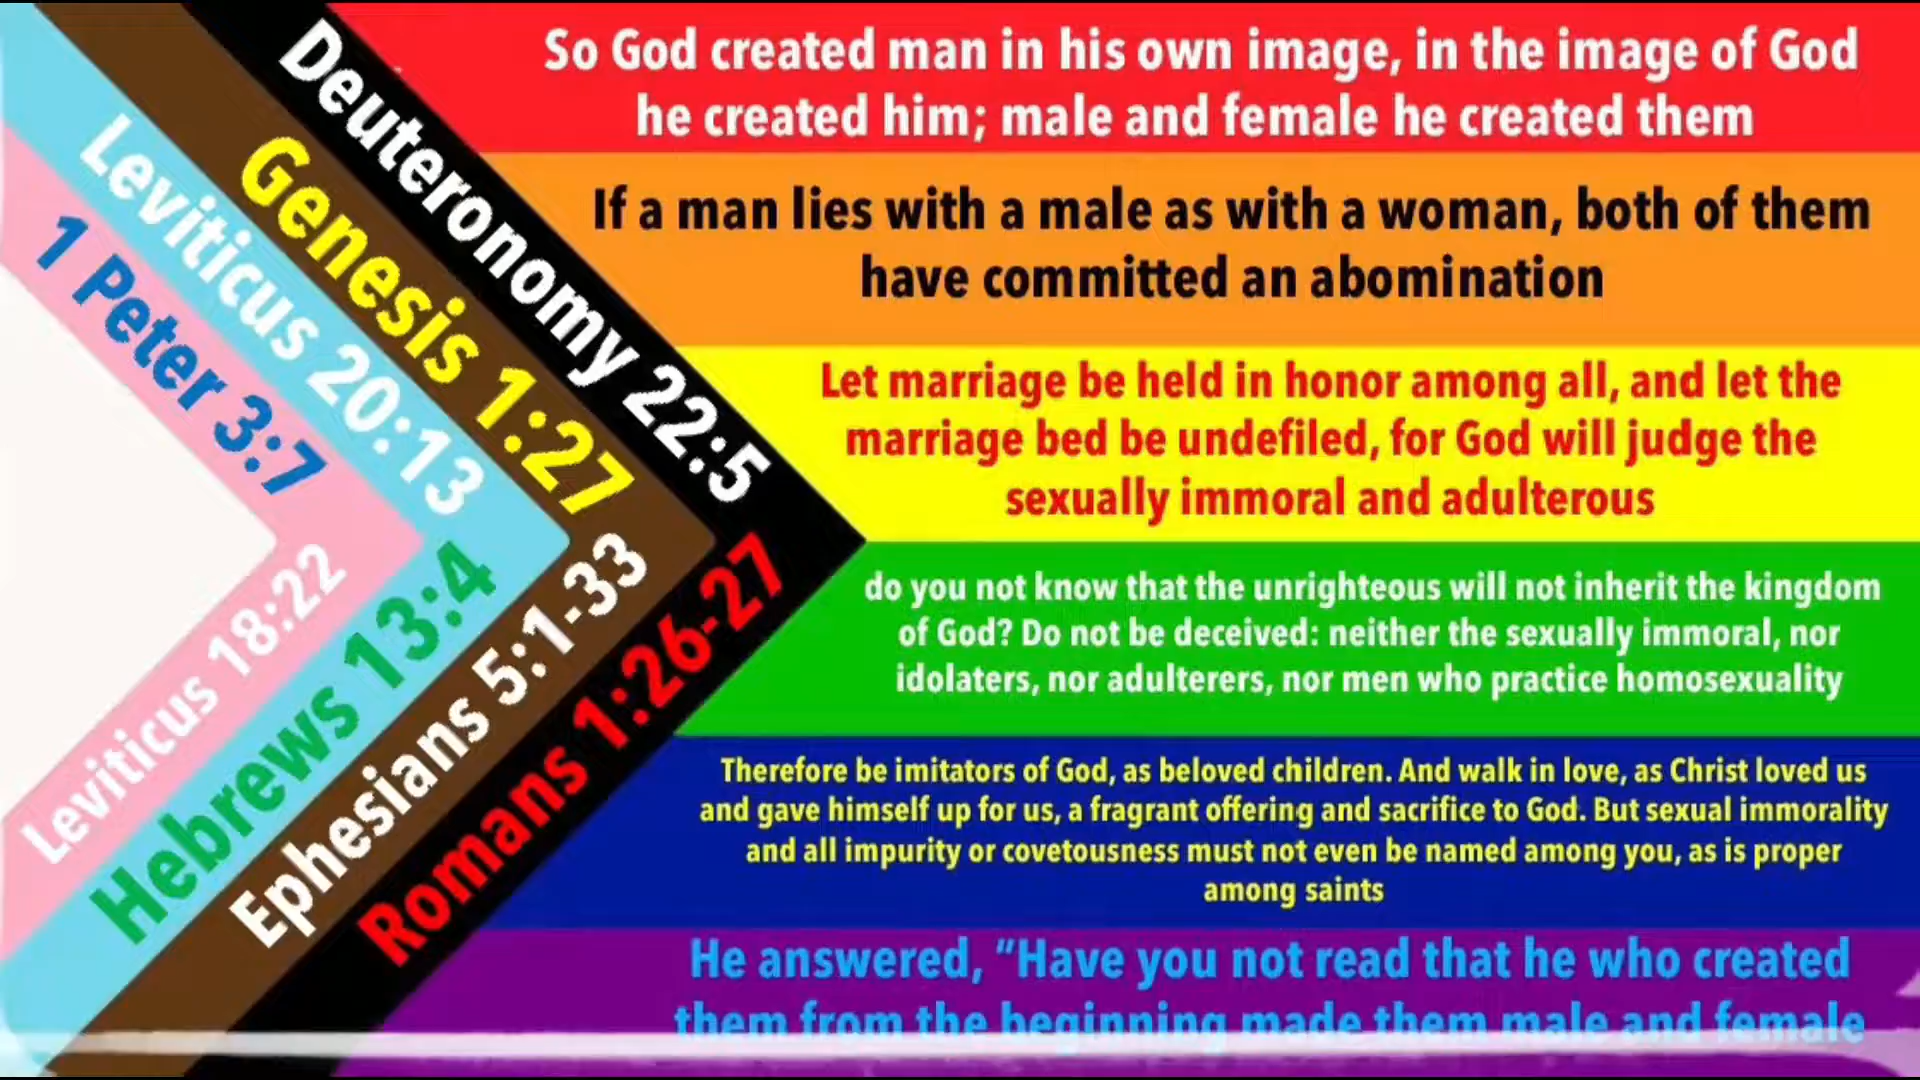 Deuteronomy 22:5
Genesis 1:27
Leviticus 20:13
1 Peter 3:7
Leviticus 18:22
Hebrews 13:4
Ephesians 5:1-33
Romans 1:26-27
So God created man in his own image, in the image of God
he created him; male and female he created them
If a man lies with a male as with a woman, both of them
have committed an abomination
Let marriage be held in honor among all, and let the
marriage bed be undefiled, for God will judge the
sexually immoral and adulterous
do you not know that the unrighteous will not inherit the kingdom
of God? Do not be deceived: neither the sexually immoral, nor
idolaters, nor adulterers, nor men who practice homosexuality
Therefore be imitators of God, as beloved children. And walk in love, as Christ loved us
and gave himself up for us, a fragrant offering and sacrifice to God. But sexual immorality
and all impurity or covetousness must not even be named among you, as is proper
among saints
He answered, “Have you not read that he who created
them from the beginning made them male and female